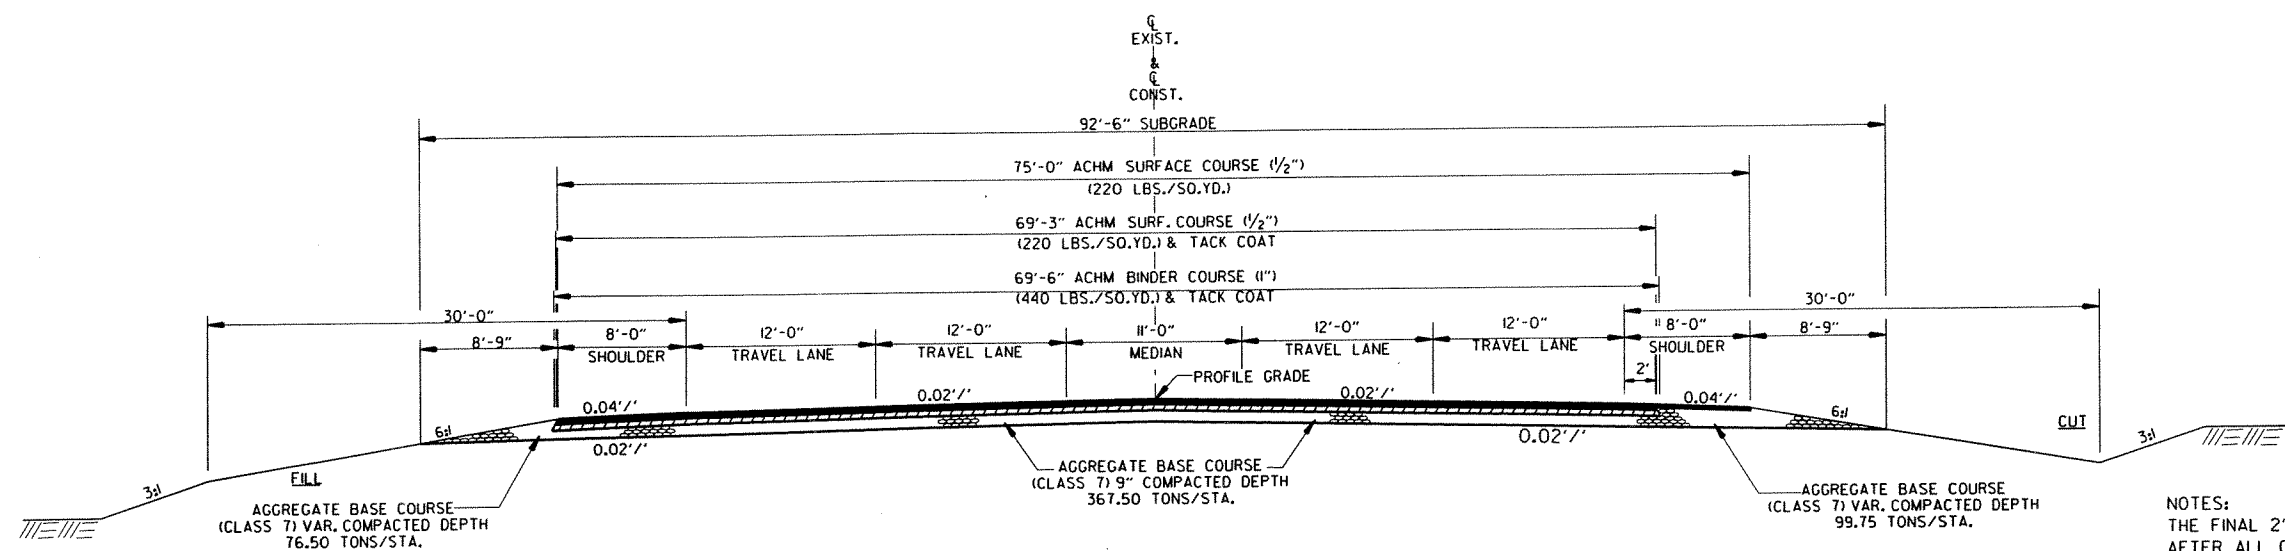 ℄
EXIST.
&
℄
CONST.
92'-6" SUBGRADE
75'-0" ACHM SURFACE COURSE (1/2")
(220 LBS./SQ.YD.)
69'-3" ACHM SURF. COURSE (1/2")
(220 LBS./SQ.YD.) & TACK COAT
69'-6" ACHM BINDER COURSE (1")
(440 LBS./SQ.YD.) & TACK COAT
30'-0" 30'-0"
8'-9" 8'-0" 12'-0" 12'-0" 11'-0" 12'-0" 12'-0" 8'-0" 8'-9"
SHOULDER TRAVEL LANE TRAVEL LANE MEDIAN TRAVEL LANE TRAVEL LANE SHOULDER
PROFILE GRADE 2'
0.04'/' 0.02'/' 0.02'/' 0.04'/'
6:1 6:1
0.02'/' 0.02'/'
CUT
3:1
FILL
3:1
AGGREGATE BASE COURSE
(CLASS 7) 9" COMPACTED DEPTH
367.50 TONS/STA.
AGGREGATE BASE COURSE
(CLASS 7) VAR. COMPACTED DEPTH
76.50 TONS/STA.
AGGREGATE BASE COURSE
(CLASS 7) VAR. COMPACTED DEPTH
99.75 TONS/STA.
NOTES:
THE FINAL 2"
AFTER ALL